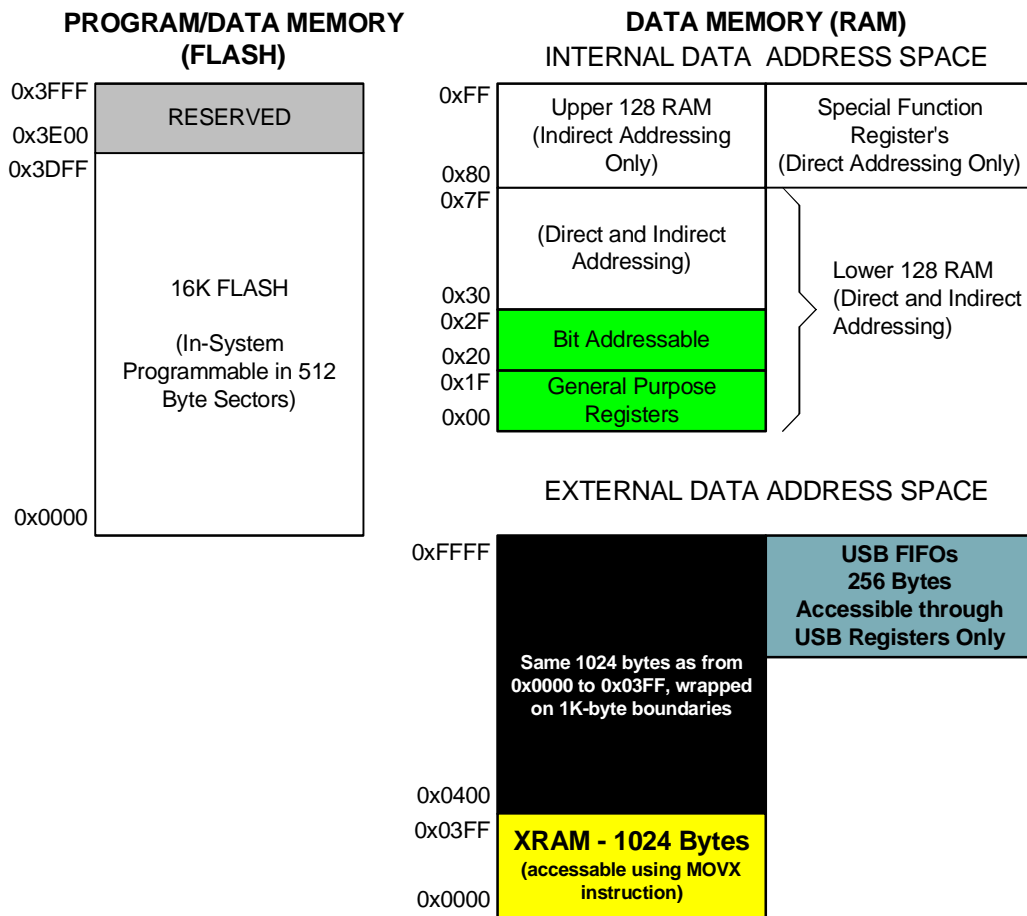 PROGRAM/DATA MEMORY
(FLASH)
0x3FFF
RESERVED
0x3E00
0x3DFF
16K FLASH
(In-System
Programmable in 512
Byte Sectors)
0x0000
DATA MEMORY (RAM)
INTERNAL DATA ADDRESS SPACE
0xFF
Upper 128 RAM
(Indirect Addressing
Only)
0x80
Special Function
Register's
(Direct Addressing Only)
0x7F
(Direct and Indirect
Addressing)
0x30
Lower 128 RAM
(Direct and Indirect
Addressing)
0x2F
Bit Addressable
0x20
0x1F
General Purpose
Registers
0x00
EXTERNAL DATA ADDRESS SPACE
0xFFFF
USB FIFOs
256 Bytes
Accessible through
USB Registers Only
Same 1024 bytes as from
0x0000 to 0x03FF, wrapped
on 1K-byte boundaries
0x0400
0x03FF
XRAM - 1024 Bytes
(accessable using MOVX
instruction)
0x0000